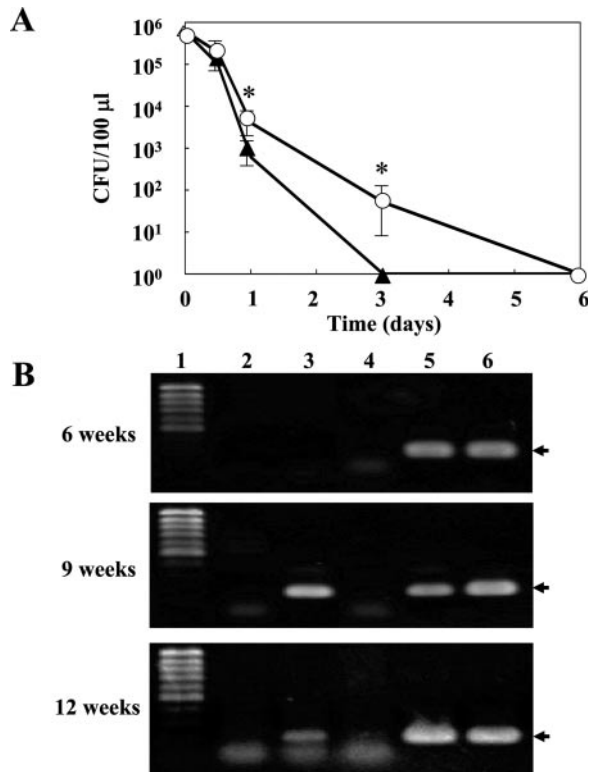 A
10⁶
10⁵
10⁴
10³
10²
10¹
10⁰
CFU/100 µl
*
*
0 1 2 3 4 5 6
Time (days)
B
1 2 3 4 5 6
6 weeks
9 weeks
12 weeks